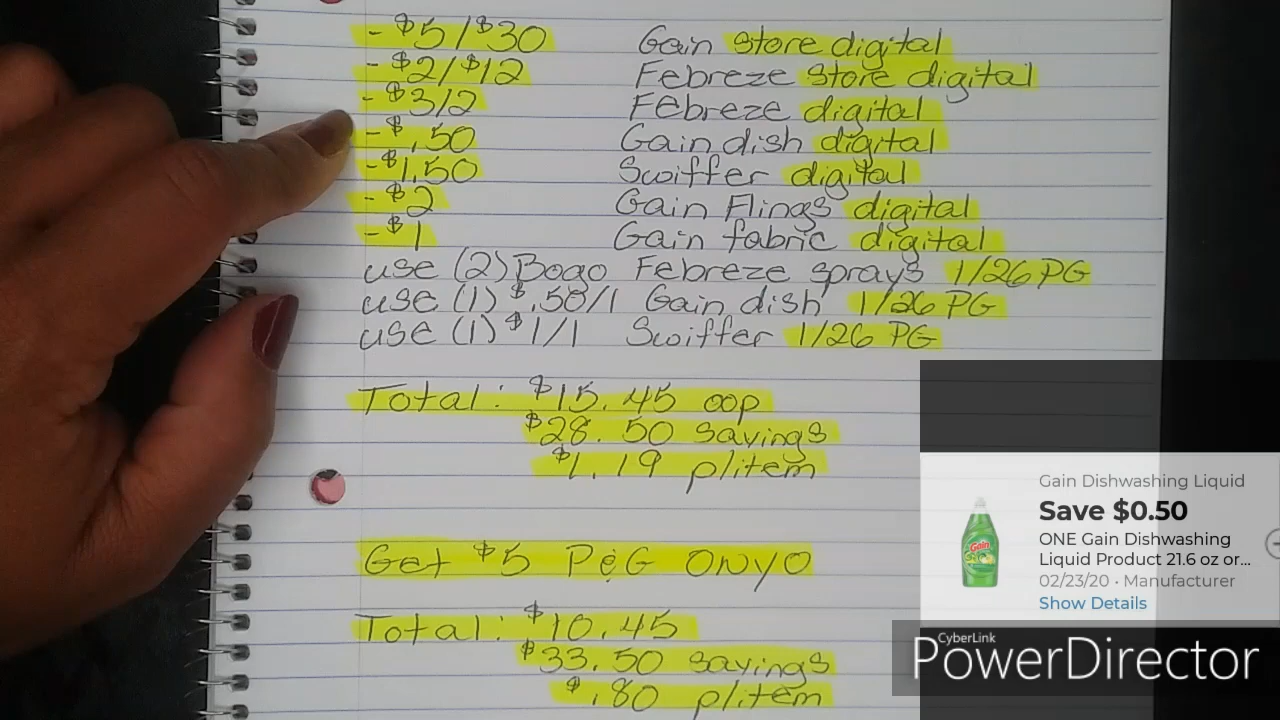 - $5/$30 Gain store digital
- $2/$12 Febreze store digital
- $3/2 Febreze digital
- $.50 Gain dish digital
- $1.50 Swiffer digital
- $2 Gain Flings digital
- $1 Gain fabric digital
use (2) Bogo Febreze sprays 1/26 PG
use (1) $.50/1 Gain dish 1/26 PG
use (1) $1/1 Swiffer 1/26 PG
Total: $15.45 oop
$28.50 savings
$1.19 p/item
Get $5 P&G ONYO
Total: $10.45
$33.50 savings
$.80 p/item
Gain Dishwashing Liquid
Save $0.50
ONE Gain Dishwashing
Liquid Product 21.6 oz or...
02/23/20 · Manufacturer
Show Details
Gain
CyberLink
PowerDirector